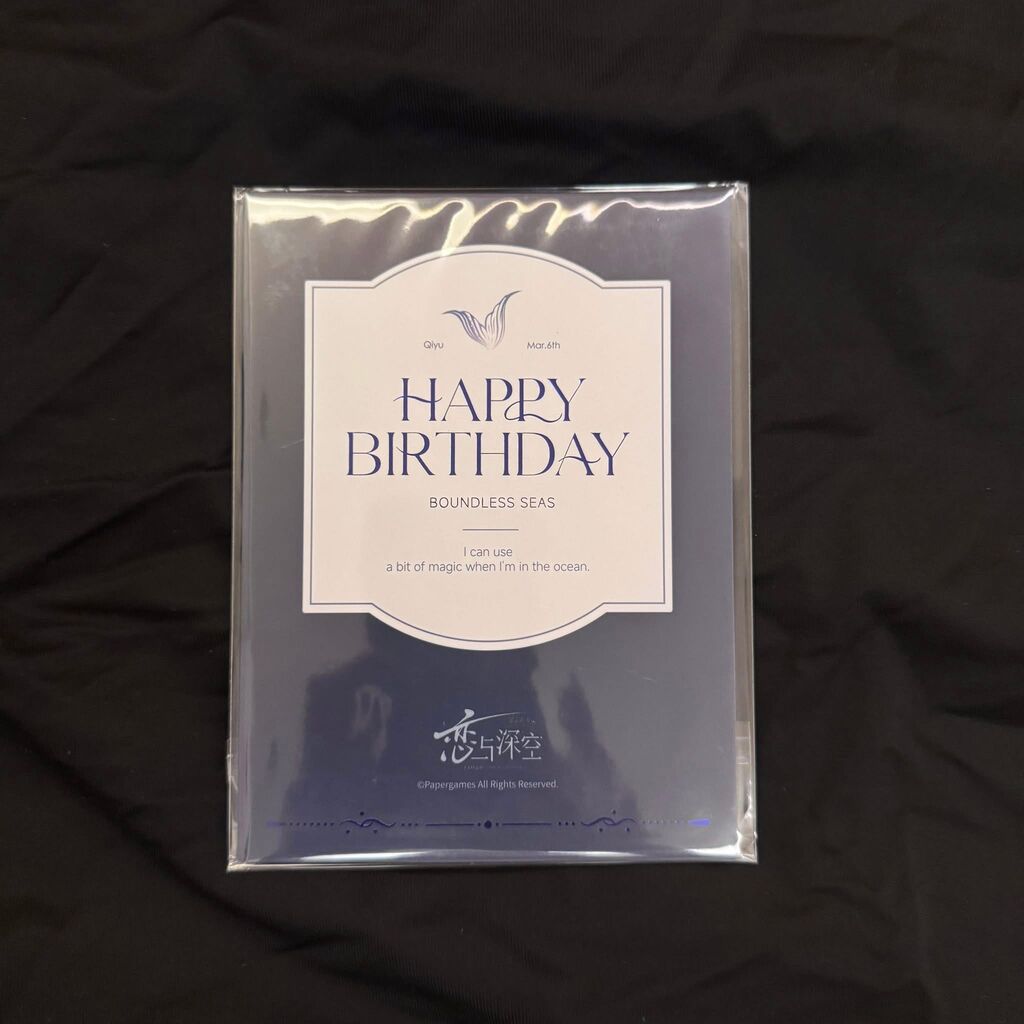 Qiyu Mar.6th
HAPPY
BIRTHDAY
BOUNDLESS SEAS
I can use
a bit of magic when I'm in the ocean.
恋与深空
©Papergames All Rights Reserved.